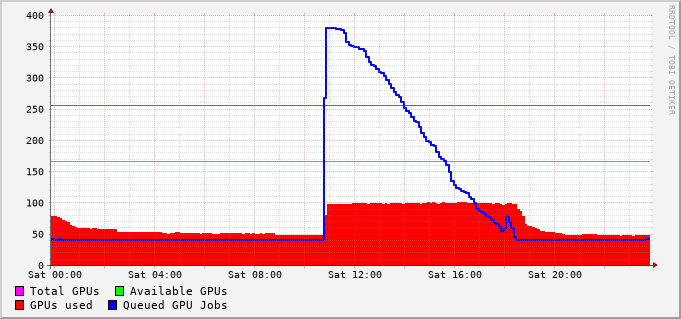 400
350
300
250
200
150
100
50
0
Sat 00:00 Sat 04:00 Sat 08:00 Sat 12:00 Sat 16:00 Sat 20:00
Total GPUs Available GPUs
GPUs used Queued GPU Jobs
RRDTOOL / TOBI OETIKER